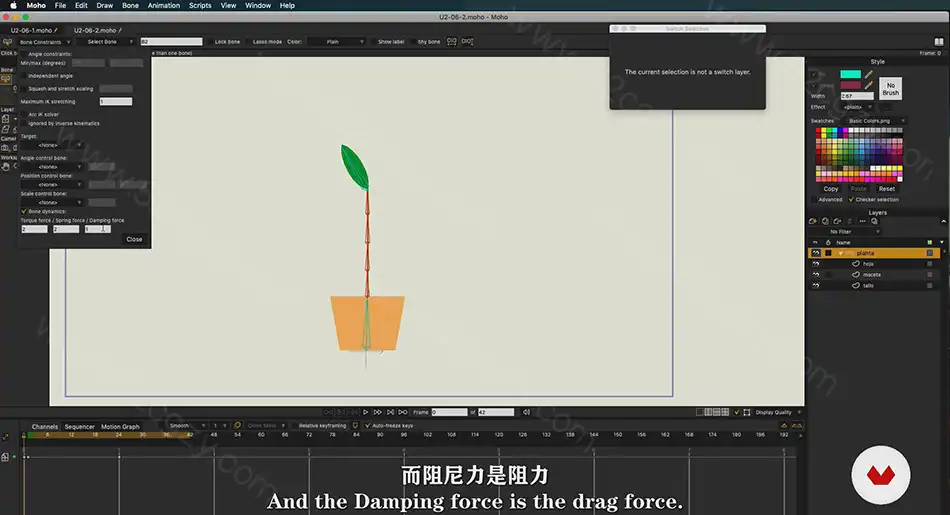 Moho File Edit Draw Bone Animation Scripts View Window Help
U2-06-2.moho - Moho
U2-06-1.moho / U2-06-2.moho /
Bone Constraints Select Bone B2 Lock bone Lasso mode Color: Plain Show label Shy bone Frame: 0
Click than one bone)
Angle constraints:
Min/max (degrees)
Independent angle
Squash and stretch scaling
Maximum IK stretching 1
Arc IK solver
Ignored by inverse kinematics
Target:
<None>
Angle control bone:
<None>
Position control bone:
<None>
Scale control bone:
<None>
Bone dynamics:
Torque force / Spring force / Damping force
2 2 1
Close
Bone
Layer
Camer
Worksp
Switch Selection
The current selection is not a switch layer.
Style
No Brush
Width 2.67
Effect <plain>
Swatches Basic Colors.png
Copy Paste Reset
Advanced Checker selection
Layers
No Filter
Name
planta
hoja
maceta
tallo
Frame 0 of 42 Display Quality
Channels Sequencer Motion Graph Smooth 1 Onion Skins Relative keyframing Auto-freeze keys
6 12 18 24 30 36 42 48 54 60 66 72 78 84 90 96 102 108 114 120 126 132 138 144 150 156 162 168 174 180 186 192
而阻尼力是阻力
And the Damping force is the drag force.